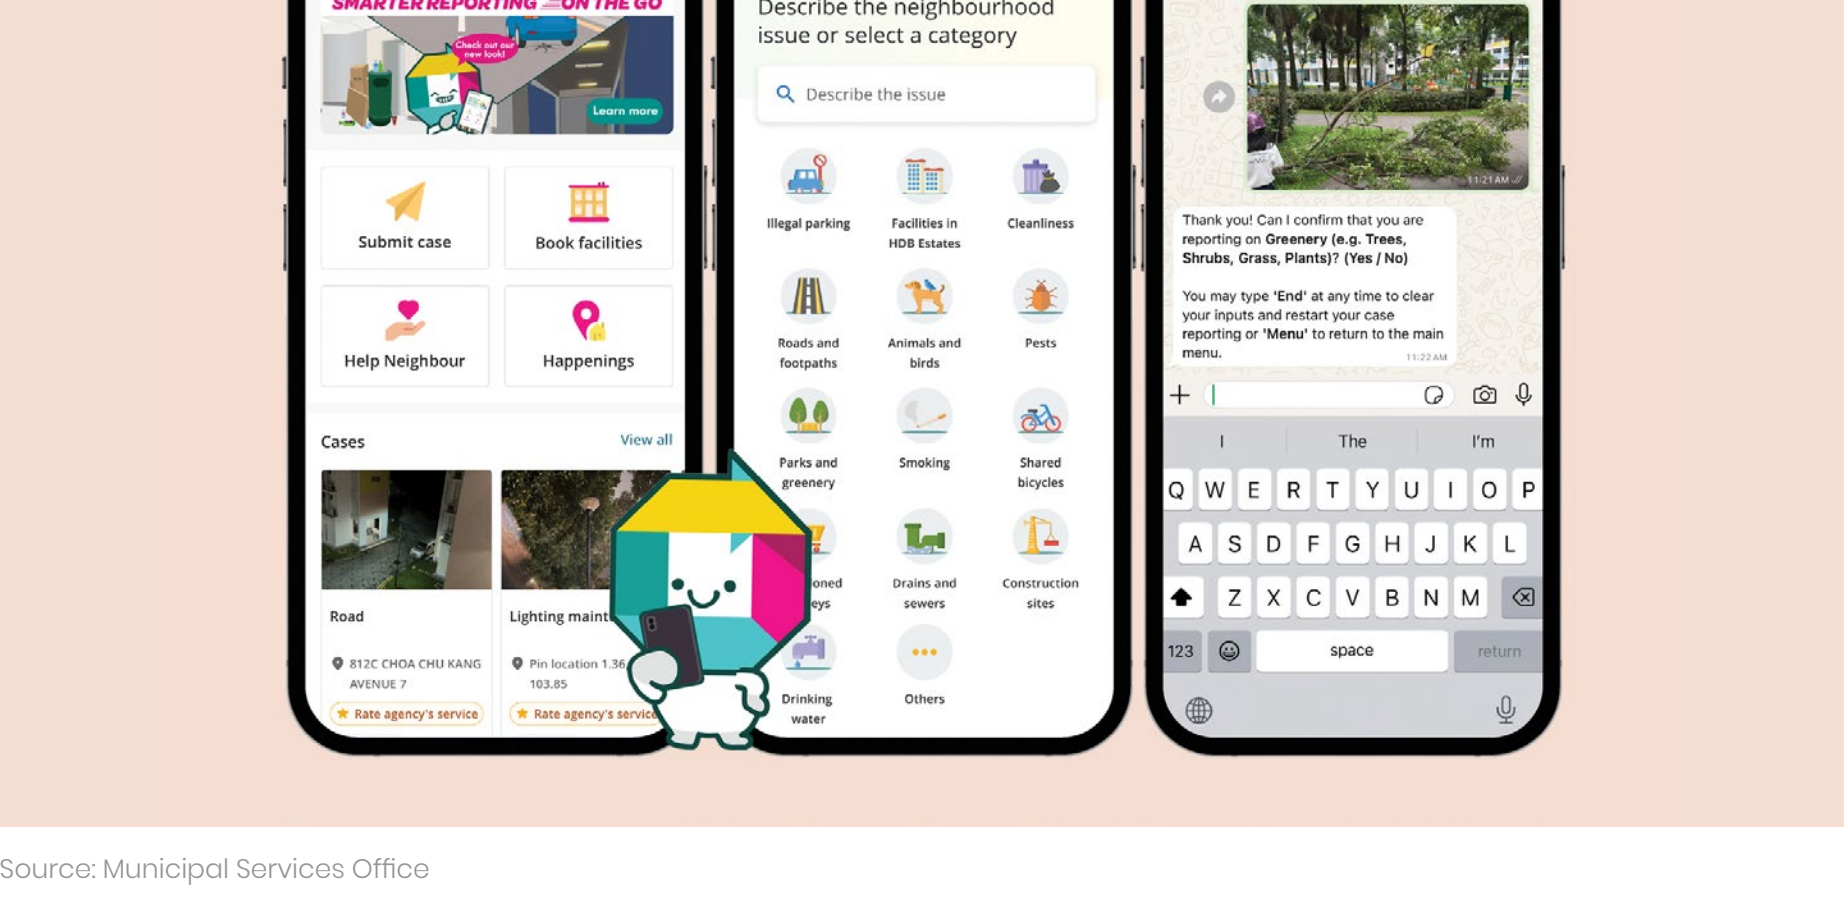 SMARTER REPORTING ON THE GO
Check out our
new look!
Learn more
Submit case
Book facilities
Help Neighbour
Happenings
Cases
View all
Road
812C CHOA CHU KANG
AVENUE 7
Rate agency's service
Lighting maint
Pin location 1.36,
103.85
Rate agency's service
Describe the neighbourhood
issue or select a category
Describe the issue
Illegal parking
Facilities in
HDB Estates
Cleanliness
Roads and
footpaths
Animals and
birds
Pests
Parks and
greenery
Smoking
Shared
bicycles
oned
eys
Drains and
sewers
Construction
sites
Drinking
water
Others
11:21 AM
Thank you! Can I confirm that you are
reporting on Greenery (e.g. Trees,
Shrubs, Grass, Plants)? (Yes / No)
You may type 'End' at any time to clear
your inputs and restart your case
reporting or 'Menu' to return to the main
menu.
11:22 AM
I The I'm
Q W E R T Y U I O P
A S D F G H J K L
Z X C V B N M
123 space return
Source: Municipal Services Office